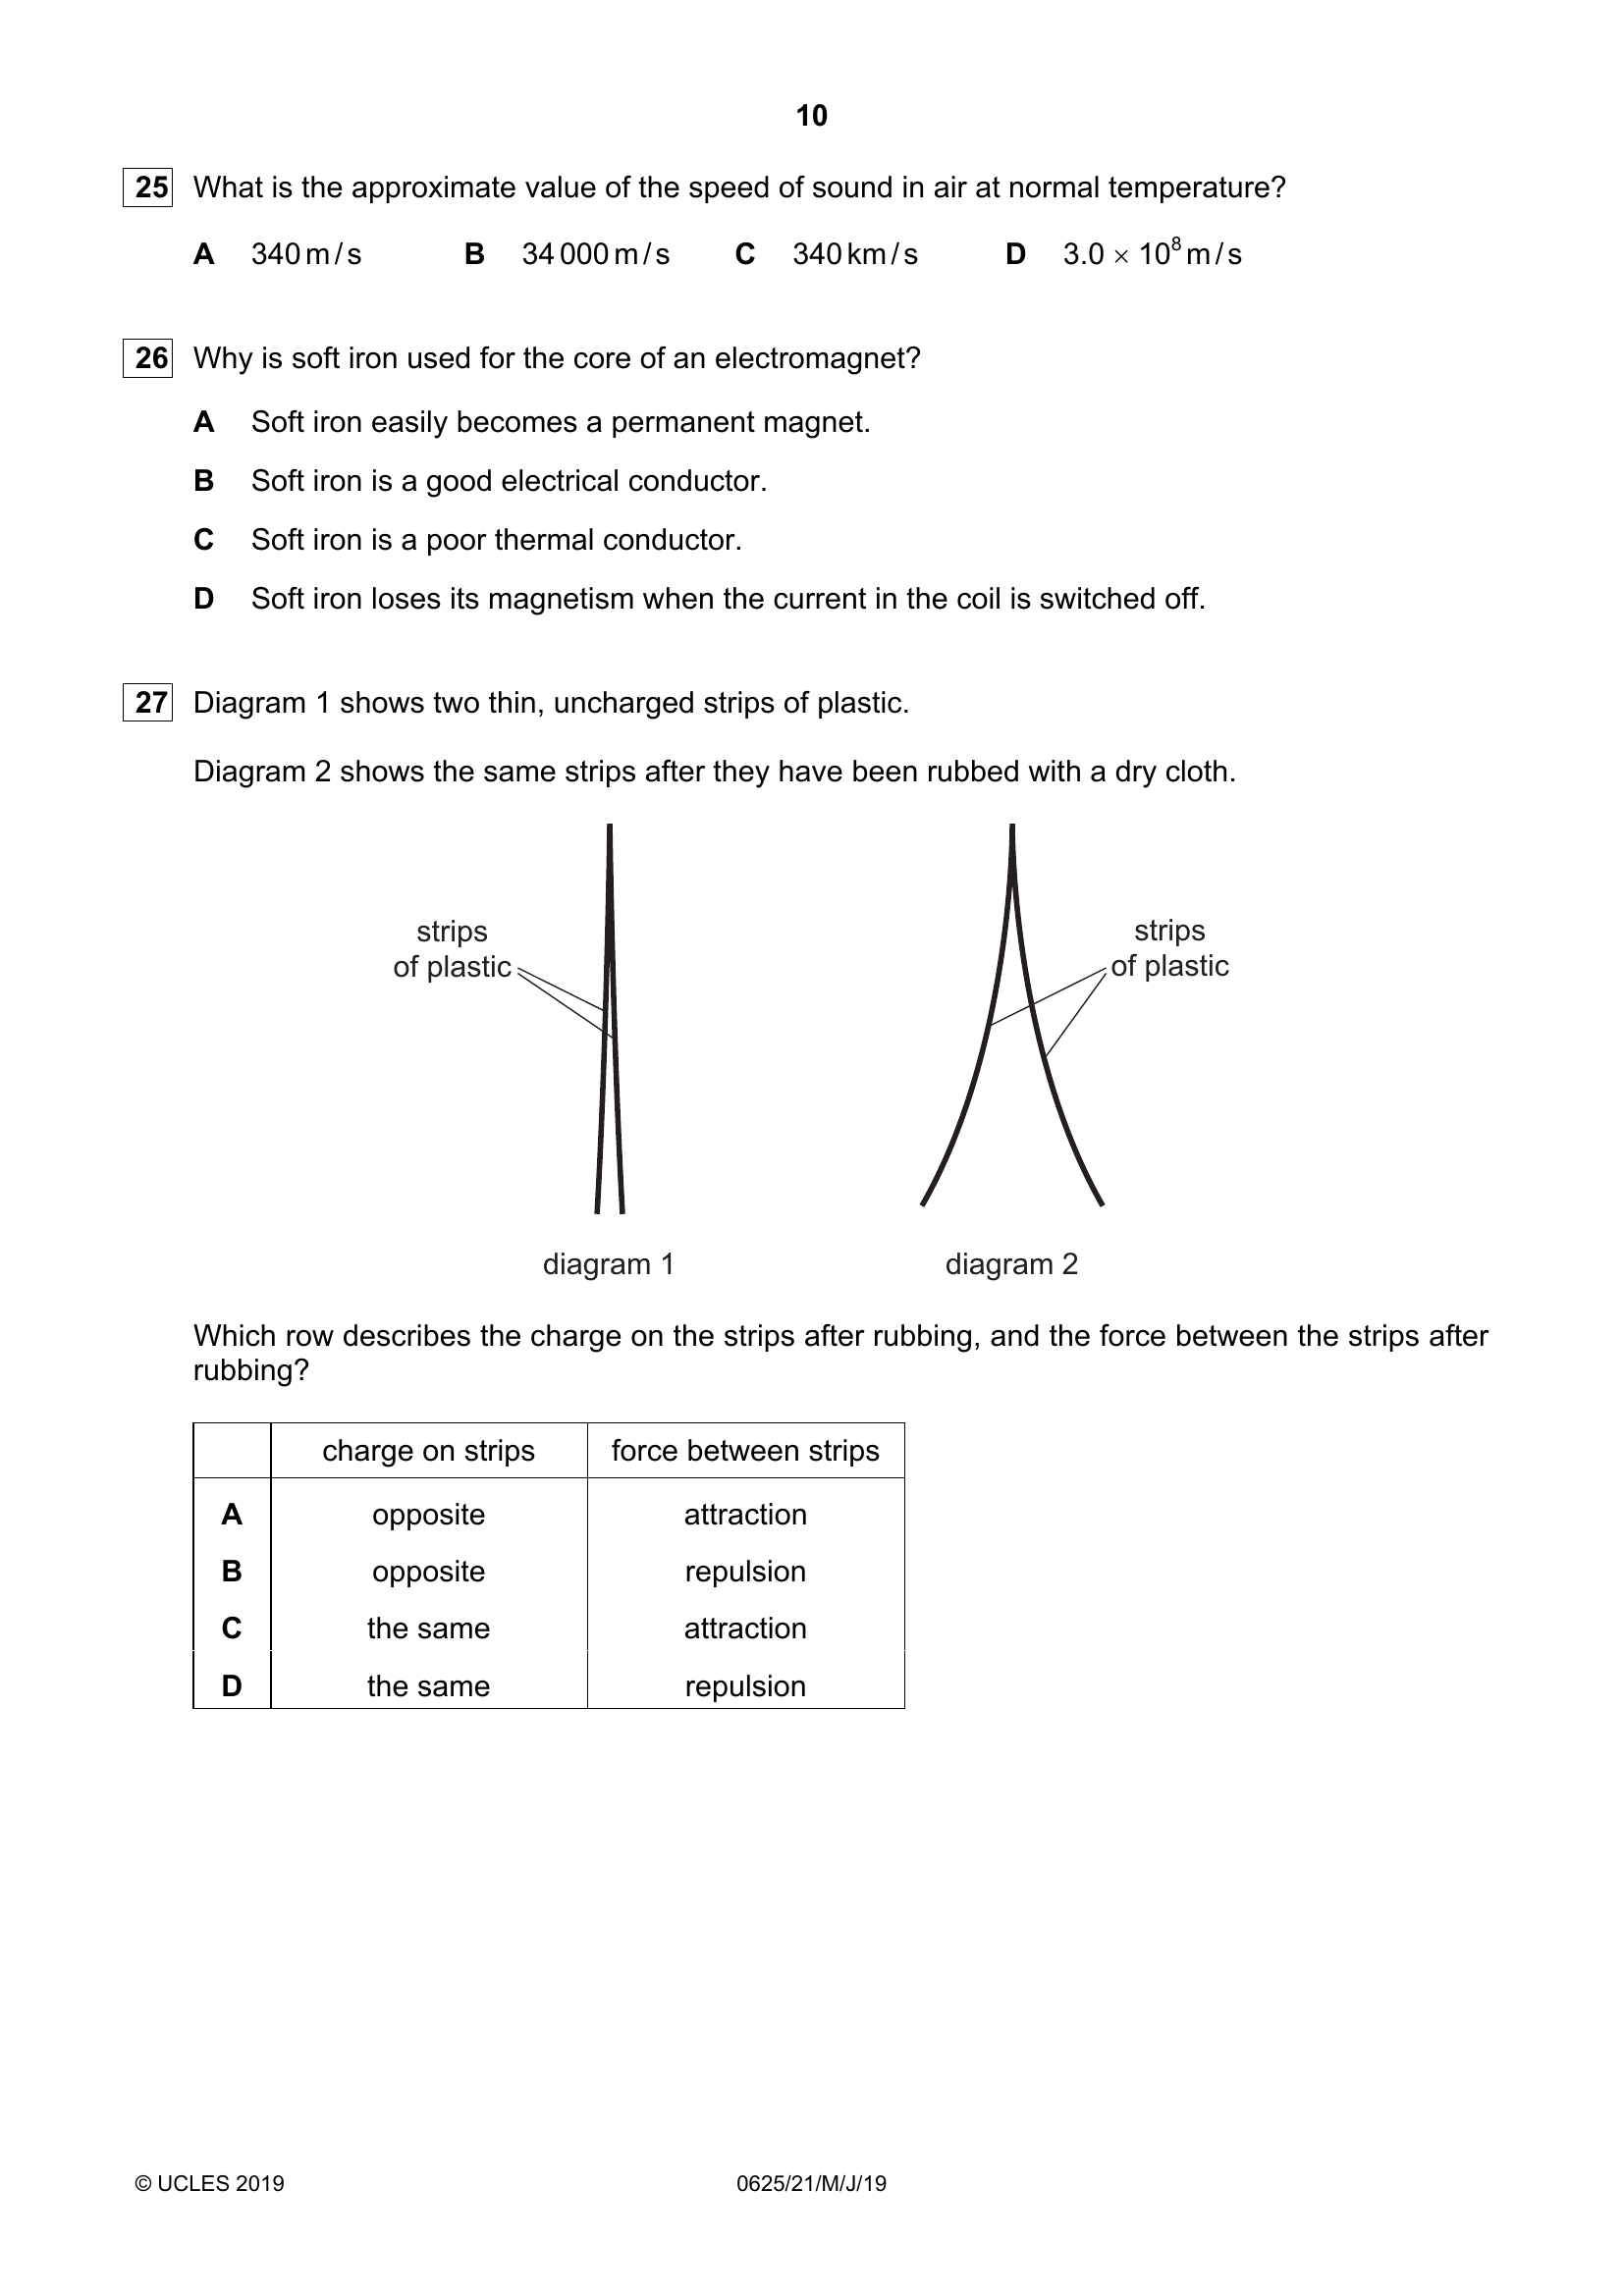 10
25 What is the approximate value of the speed of sound in air at normal temperature?
A 340 m / s B 34 000 m / s C 340 km / s D 3.0 × 10⁸ m / s
26 Why is soft iron used for the core of an electromagnet?
A Soft iron easily becomes a permanent magnet.
B Soft iron is a good electrical conductor.
C Soft iron is a poor thermal conductor.
D Soft iron loses its magnetism when the current in the coil is switched off.
27 Diagram 1 shows two thin, uncharged strips of plastic.
Diagram 2 shows the same strips after they have been rubbed with a dry cloth.
strips
of plastic
strips
of plastic
diagram 1
diagram 2
Which row describes the charge on the strips after rubbing, and the force between the strips after
rubbing?
charge on strips force between strips
A opposite attraction
B opposite repulsion
C the same attraction
D the same repulsion
© UCLES 2019 0625/21/M/J/19